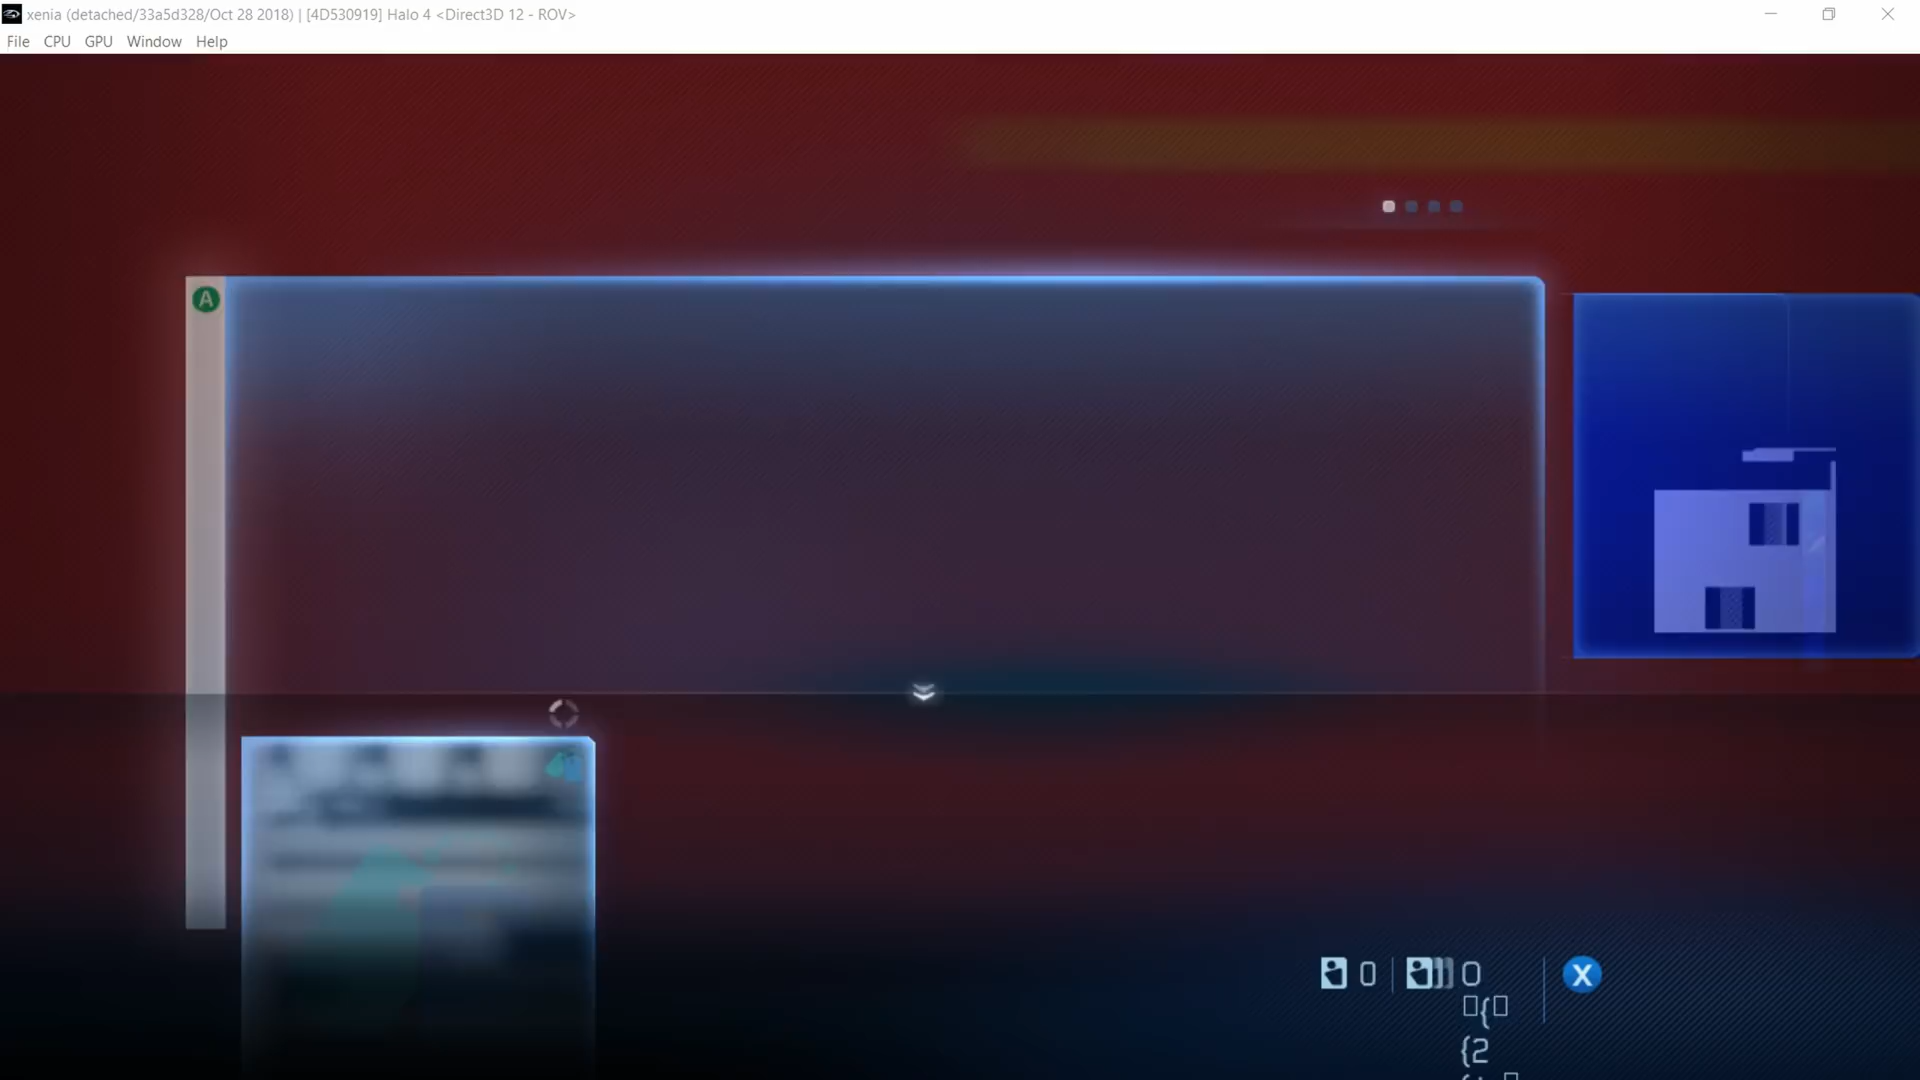 xenia (detached/33a5d328/Oct 28 2018) | [4D530919] Halo 4 <Direct3D 12 - ROV>
File CPU GPU Window Help
A
0 0 X
▯{▯
{2